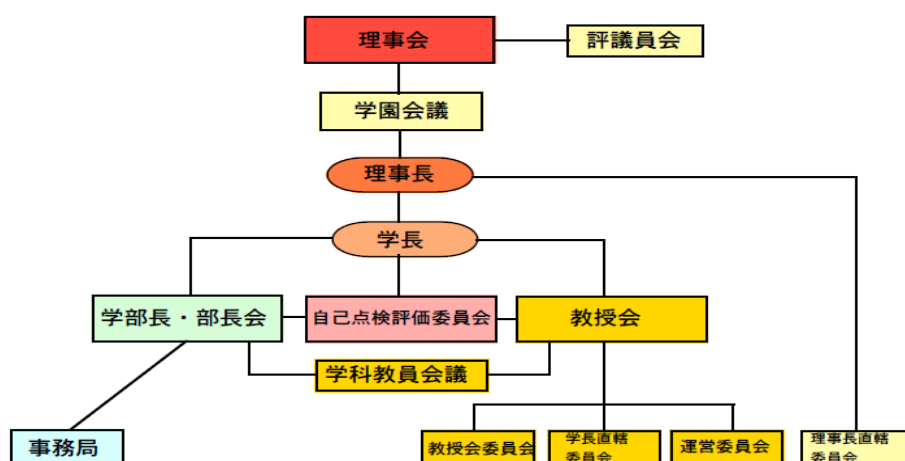 理事会
評議員会
学園会議
理事長
学長
学部長・部長会
自己点検評価委員会
教授会
学科教員会議
事務局
教授会委員会
学長直轄
委員会
運営委員会
理事長直轄
委員会